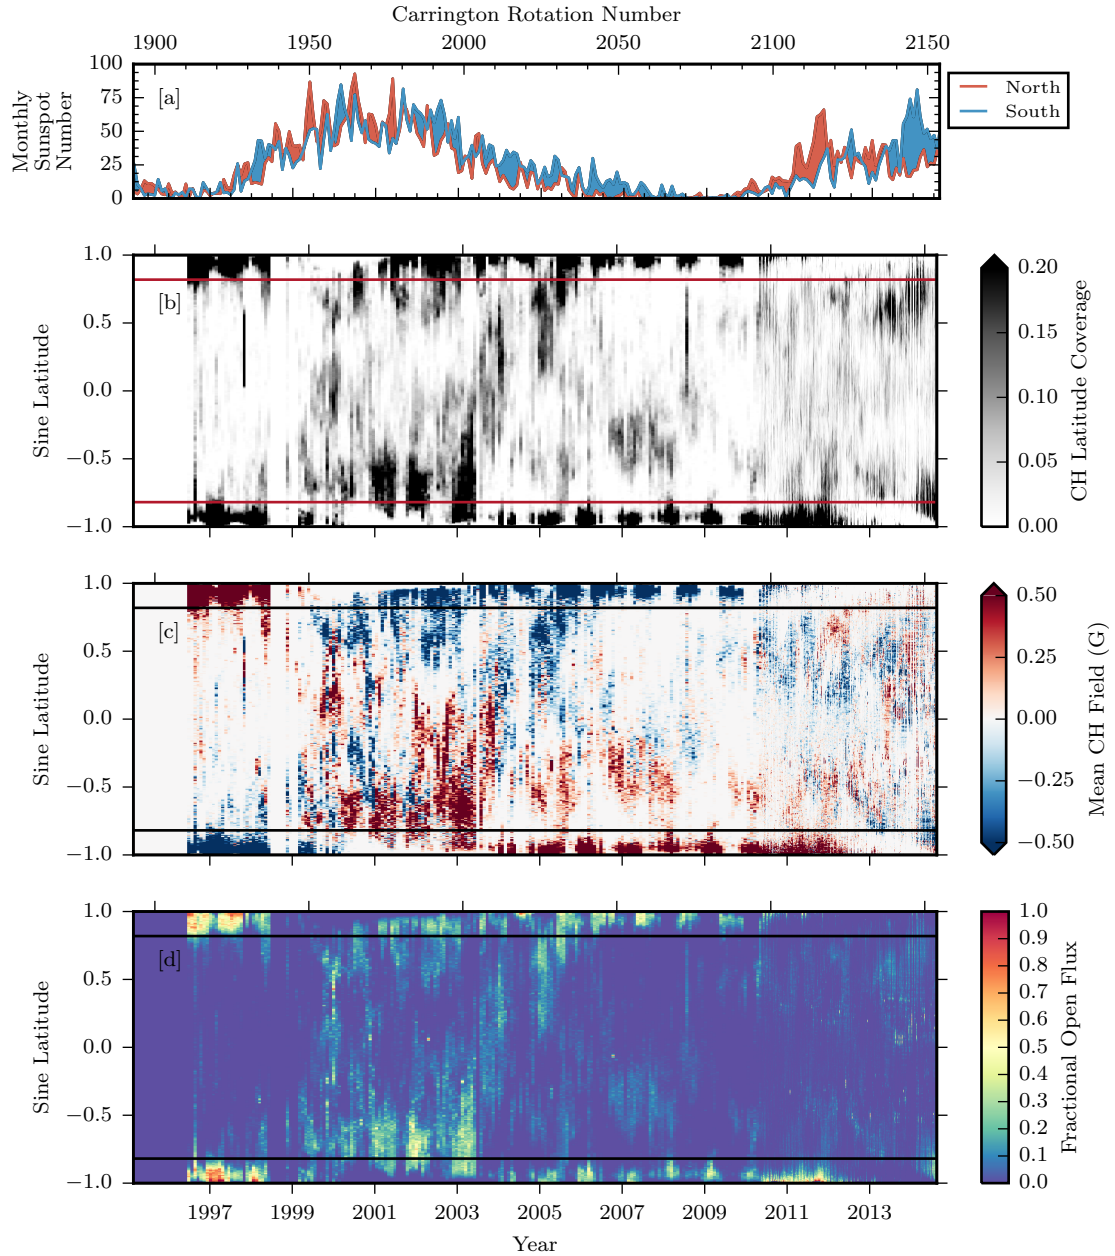 Carrington Rotation Number
1900 1950 2000 2050 2100 2150
Monthly
Sunspot
Number
100
75
50
25
0
[a]
North
South
Sine Latitude
1.0
0.5
0.0
−0.5
−1.0
[b]
0.20
0.15
0.10
0.05
0.00
CH Latitude Coverage
Sine Latitude
1.0
0.5
0.0
−0.5
−1.0
[c]
0.50
0.25
0.00
−0.25
−0.50
Mean CH Field (G)
Sine Latitude
1.0
0.5
0.0
−0.5
−1.0
[d]
1.0
0.9
0.8
0.7
0.6
0.5
0.4
0.3
0.2
0.1
0.0
Fractional Open Flux
1997 1999 2001 2003 2005 2007 2009 2011 2013
Year